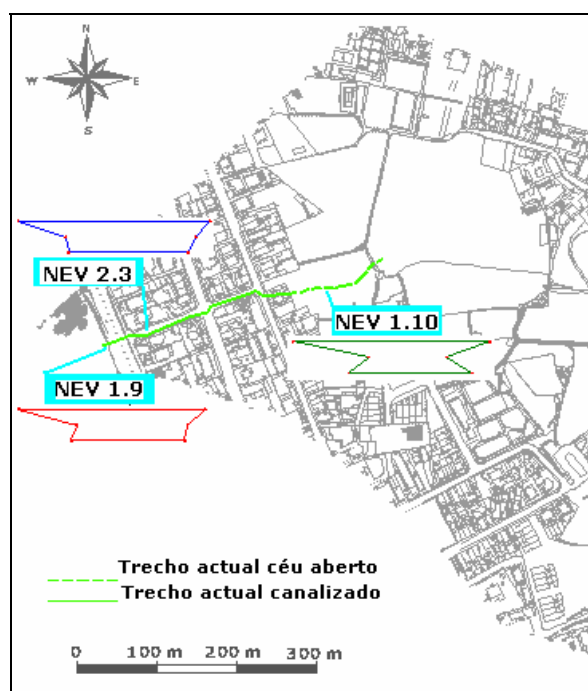 N
W E
S
NEV 2.3
NEV 1.10
NEV 1.9
Trecho actual céu aberto
Trecho actual canalizado
0 100 m 200 m 300 m